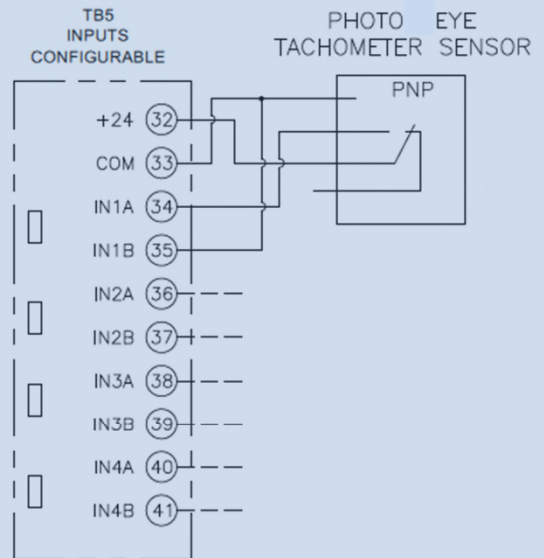 TB5
INPUTS
CONFIGURABLE
PHOTO EYE
TACHOMETER SENSOR
PNP
+24 32
COM 33
IN1A 34
IN1B 35
IN2A 36
IN2B 37
IN3A 38
IN3B 39
IN4A 40
IN4B 41